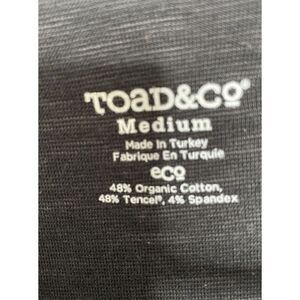 TOAD&CO®
Medium
Made In Turkey
Fabrique En Turquie
eco
48% Organic Cotton,
48% Tencel®, 4% Spandex